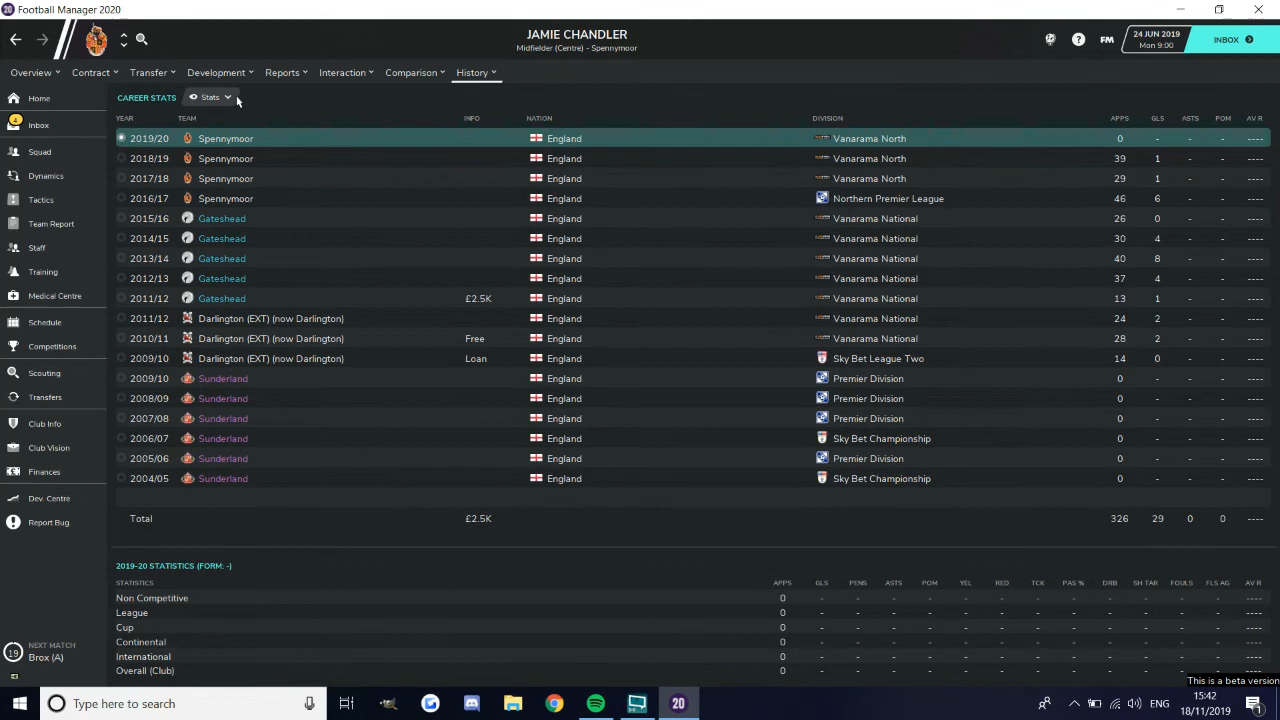 20 Football Manager 2020
JAMIE CHANDLER
Midfielder (Centre) - Spennymoor
? FM 24 JUN 2019 Mon 9:00 INBOX
Overview Contract Transfer Development Reports Interaction Comparison History
CAREER STATS Stats
YEAR TEAM INFO NATION DIVISION APPS GLS ASTS POM AV R
2019/20 Spennymoor England Vanarama North 0 - - - ----
2018/19 Spennymoor England Vanarama North 39 1 - - ----
2017/18 Spennymoor England Vanarama North 29 1 - - ----
2016/17 Spennymoor England Northern Premier League 46 6 - - ----
2015/16 Gateshead England Vanarama National 26 0 - - ----
2014/15 Gateshead England Vanarama National 30 4 - - ----
2013/14 Gateshead England Vanarama National 40 8 - - ----
2012/13 Gateshead England Vanarama National 37 4 - - ----
2011/12 Gateshead £2.5K England Vanarama National 13 1 - - ----
2011/12 Darlington (EXT) (now Darlington) England Vanarama National 24 2 - - ----
2010/11 Darlington (EXT) (now Darlington) Free England Vanarama National 28 2 - - ----
2009/10 Darlington (EXT) (now Darlington) Loan England Sky Bet League Two 14 0 - - ----
2009/10 Sunderland England Premier Division 0 - - - ----
2008/09 Sunderland England Premier Division 0 - - - ----
2007/08 Sunderland England Premier Division 0 - - - ----
2006/07 Sunderland England Sky Bet Championship 0 - - - ----
2005/06 Sunderland England Premier Division 0 - - - ----
2004/05 Sunderland England Sky Bet Championship 0 - - - ----
Total £2.5K 326 29 0 0 ----
2019-20 STATISTICS (FORM: -)
STATISTICS APPS GLS PENS ASTS POM YEL RED TCK PAS % DRB SH TAR FOULS FLS AG AV R
Non Competitive 0 - - - - - - - - - - - - ----
League 0 - - - - - - - - - - - - ----
Cup 0 - - - - - - - - - - - - ----
Continental 0 - - - - - - - - - - - - ----
International 0 - - - - - - - - - - - - ----
Overall (Club) 0 - - - - - - - - - - - - ----
Home
4 Inbox
Squad
Dynamics
Tactics
Team Report
Staff
Training
Medical Centre
Schedule
Competitions
Scouting
Transfers
Club Info
Club Vision
Finances
Dev. Centre
Report Bug
NEXT MATCH
19 Brox (A)
This is a beta version
Type here to search
20
ENG
15:42
18/11/2019
1